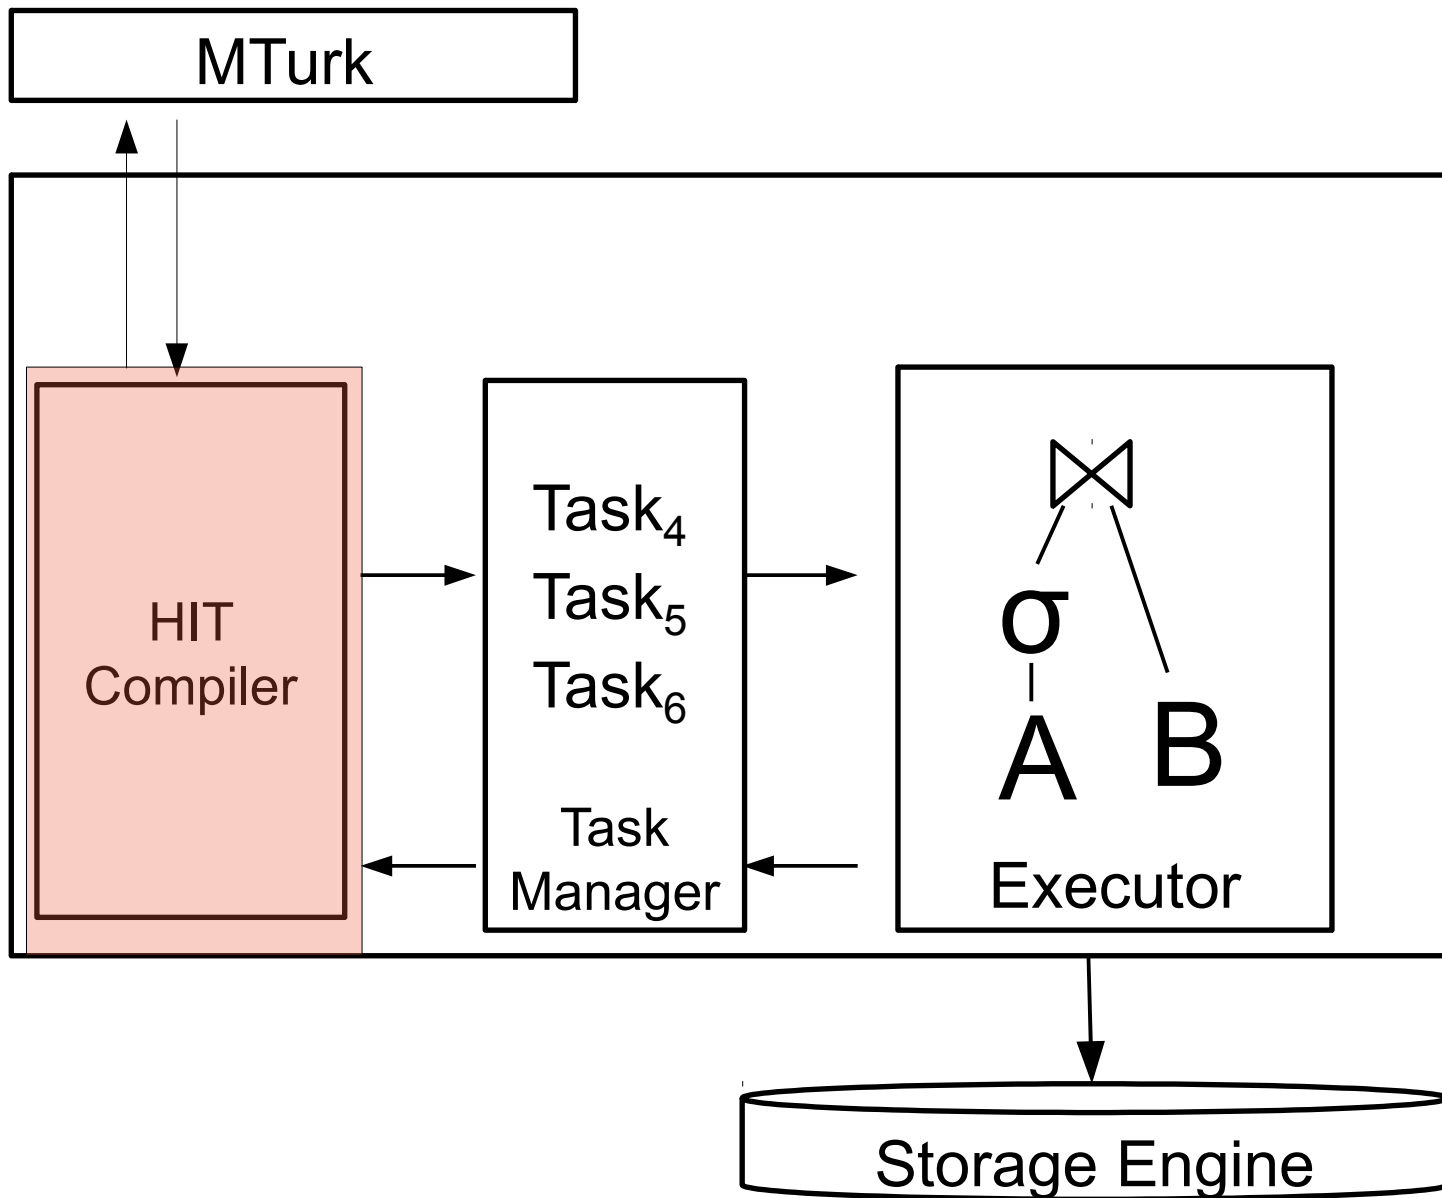 MTurk
HIT
Compiler
Task₄
Task₅
Task₆
Task
Manager
σ
A
B
Executor
Storage Engine